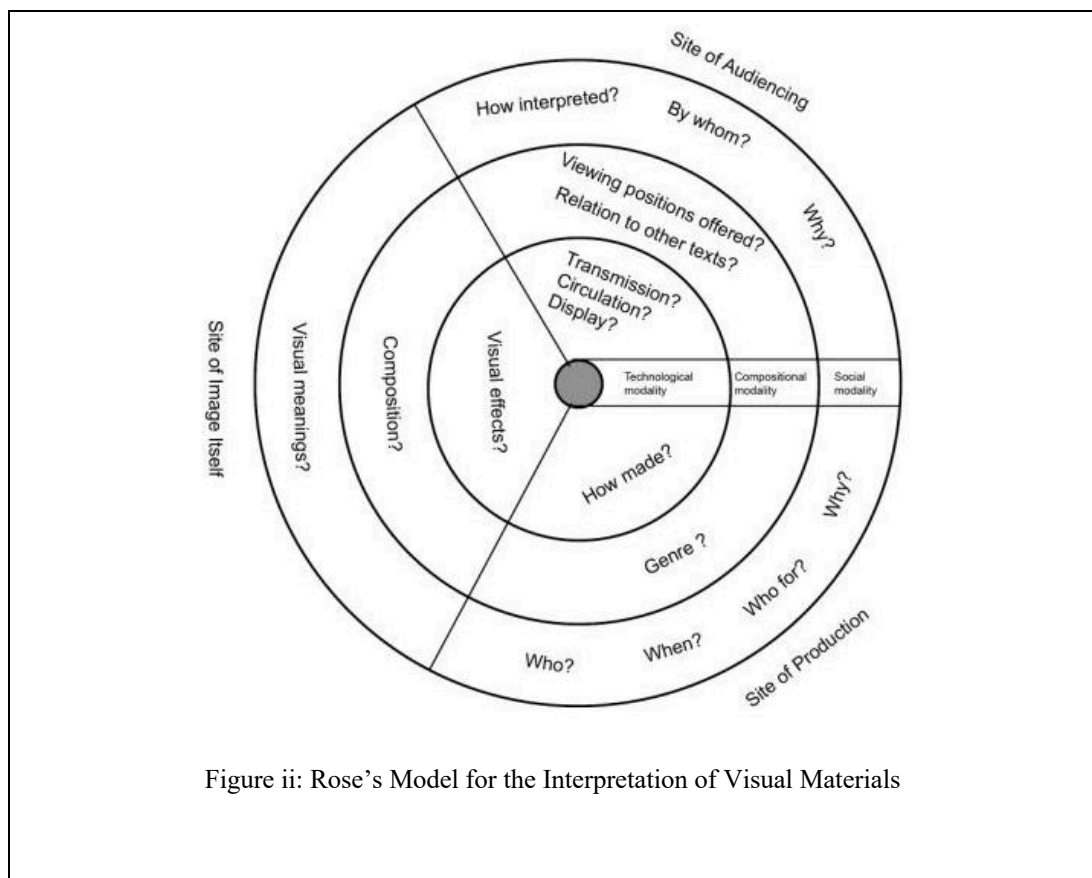 Site of Audiencing
How interpreted?
By whom?
Why?
Viewing positions offered?
Relation to other texts?
Transmission?
Circulation?
Display?
Site of Image Itself
Visual meanings?
Composition?
Visual effects?
Technological
modality
Compositional
modality
Social
modality
How made?
Genre ?
Who?
When?
Who for?
Why?
Site of Production
Figure ii: Rose’s Model for the Interpretation of Visual Materials